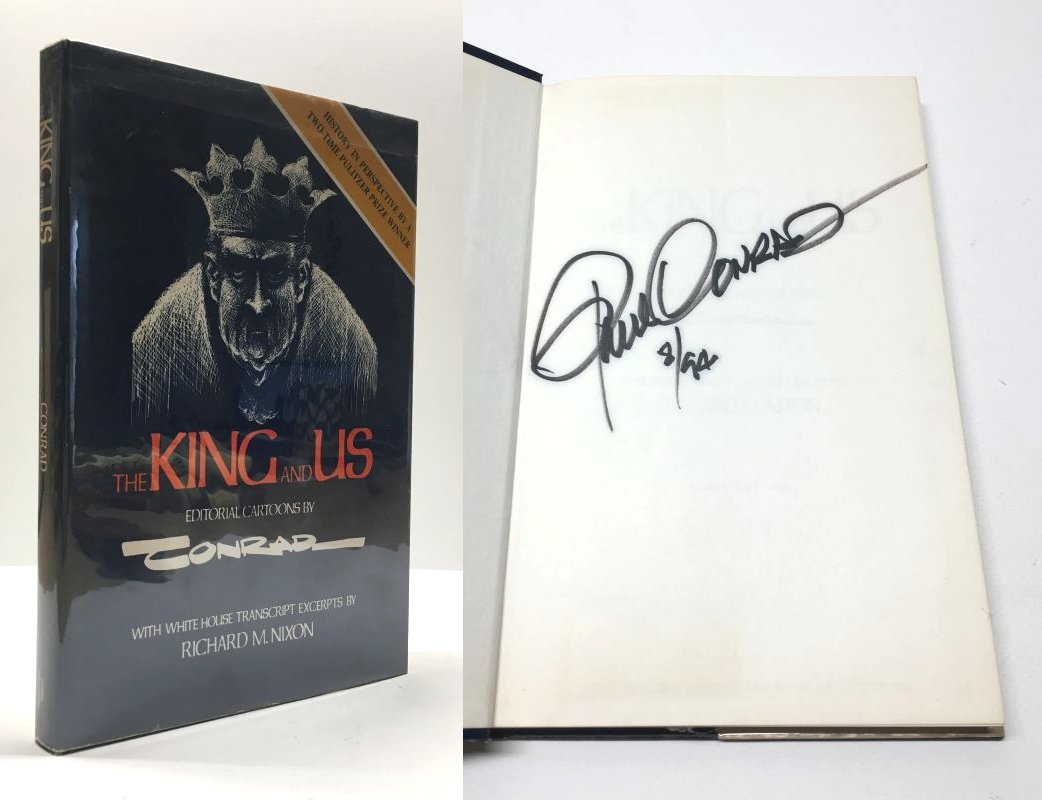 THE KING AND US
CONRAD
HISTORY IN PERSPECTIVE BY A
TWO-TIME PULITZER PRIZE WINNER
THE KING AND US
EDITORIAL CARTOONS BY
CONRAD
WITH WHITE HOUSE TRANSCRIPT EXCERPTS BY
RICHARD M. NIXON
Paul CONRAD
8/94